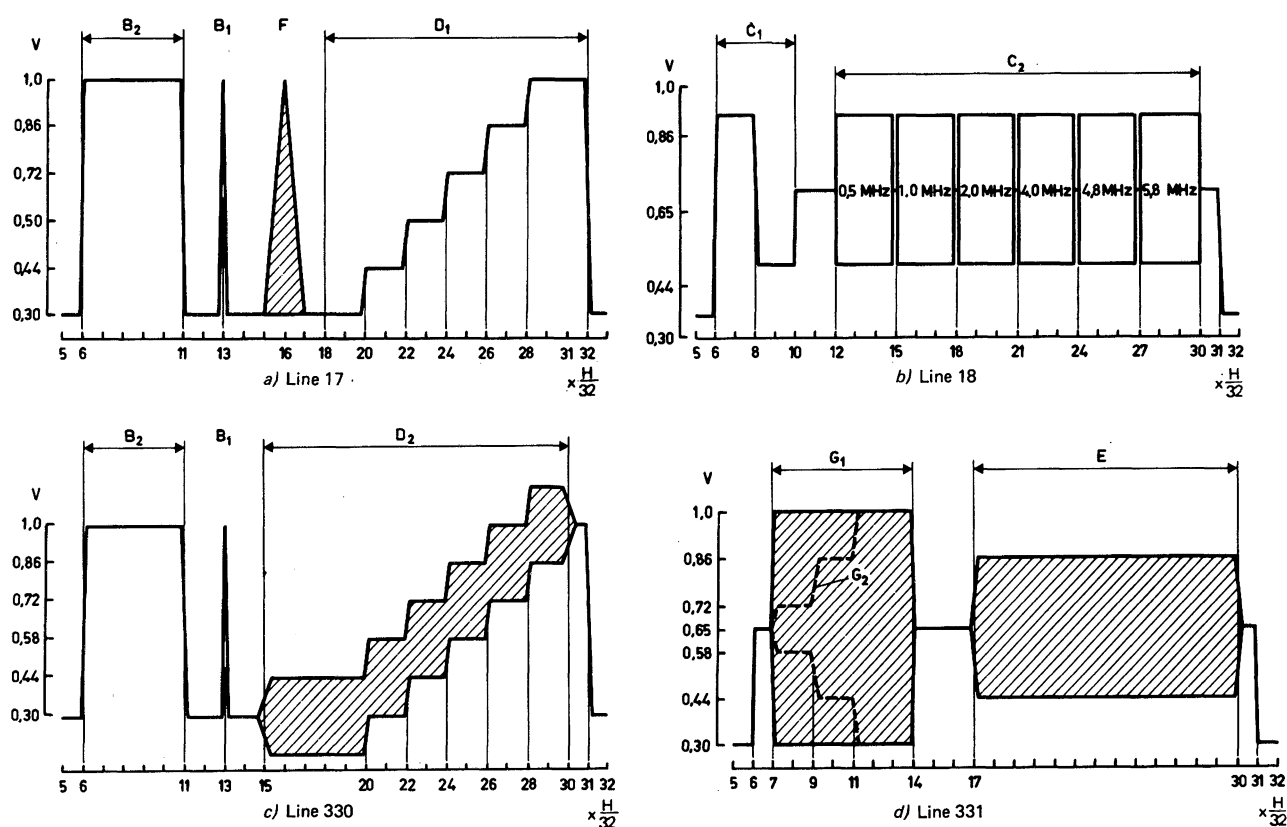 B2 B1 F D1
V
1,0
0,86
0,72
0,50
0,44
0,30
5 6 11 13 16 18 20 22 24 26 28 31 32
a) Line 17
×H/32
C1
C2
V
1,0
0,86
0,65
0,44
0,30
0,5 MHz 1,0 MHz 2,0 MHz 4,0 MHz 4,8 MHz 5,8 MHz
5 6 8 10 12 15 18 21 24 27 30 31 32
b) Line 18
×H/32
B2 B1 D2
V
1,0
0,86
0,72
0,58
0,44
0,30
5 6 11 13 15 20 22 24 26 28 30 31 32
c) Line 330
×H/32
G1 E
V
1,0
0,86
0,72
0,65
0,58
0,44
0,30
G2
5 6 7 9 11 14 17 30 31 32
d) Line 331
×H/32